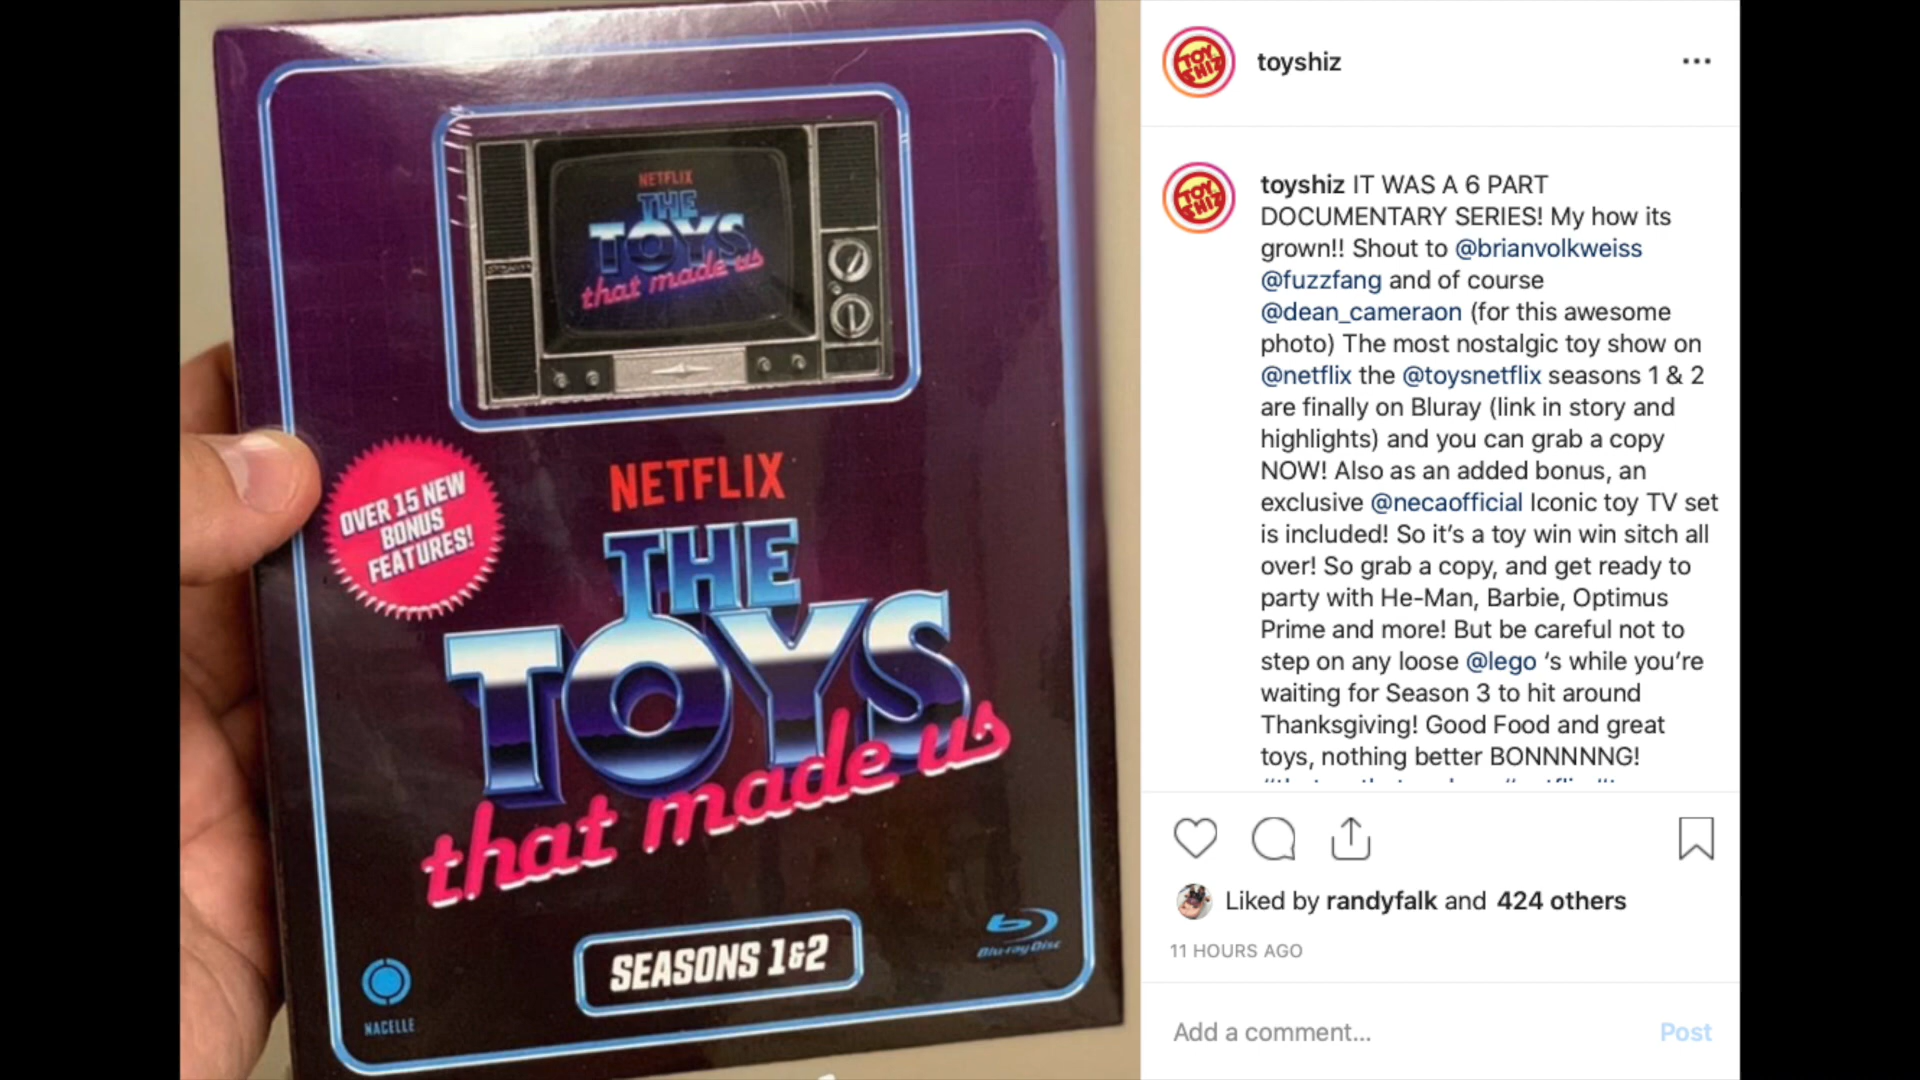 NETFLIX
THE
TOYS
that made us
OVER 15 NEW
BONUS
FEATURES!
NETFLIX
THE
TOYS
that made us
SEASONS 1&2
Blu-ray Disc
NACELLE
TOY
SHIZ
toyshiz
TOY
SHIZ
toyshiz IT WAS A 6 PART
DOCUMENTARY SERIES! My how its
grown!! Shout to @brianvolkweiss
@fuzzfang and of course
@dean_cameraon (for this awesome
photo) The most nostalgic toy show on
@netflix the @toysnetflix seasons 1 & 2
are finally on Bluray (link in story and
highlights) and you can grab a copy
NOW! Also as an added bonus, an
exclusive @necaofficial Iconic toy TV set
is included! So it’s a toy win win sitch all
over! So grab a copy, and get ready to
party with He-Man, Barbie, Optimus
Prime and more! But be careful not to
step on any loose @lego ‘s while you’re
waiting for Season 3 to hit around
Thanksgiving! Good Food and great
toys, nothing better BONNNNNG!
Liked by randyfalk and 424 others
11 HOURS AGO
Add a comment...
Post